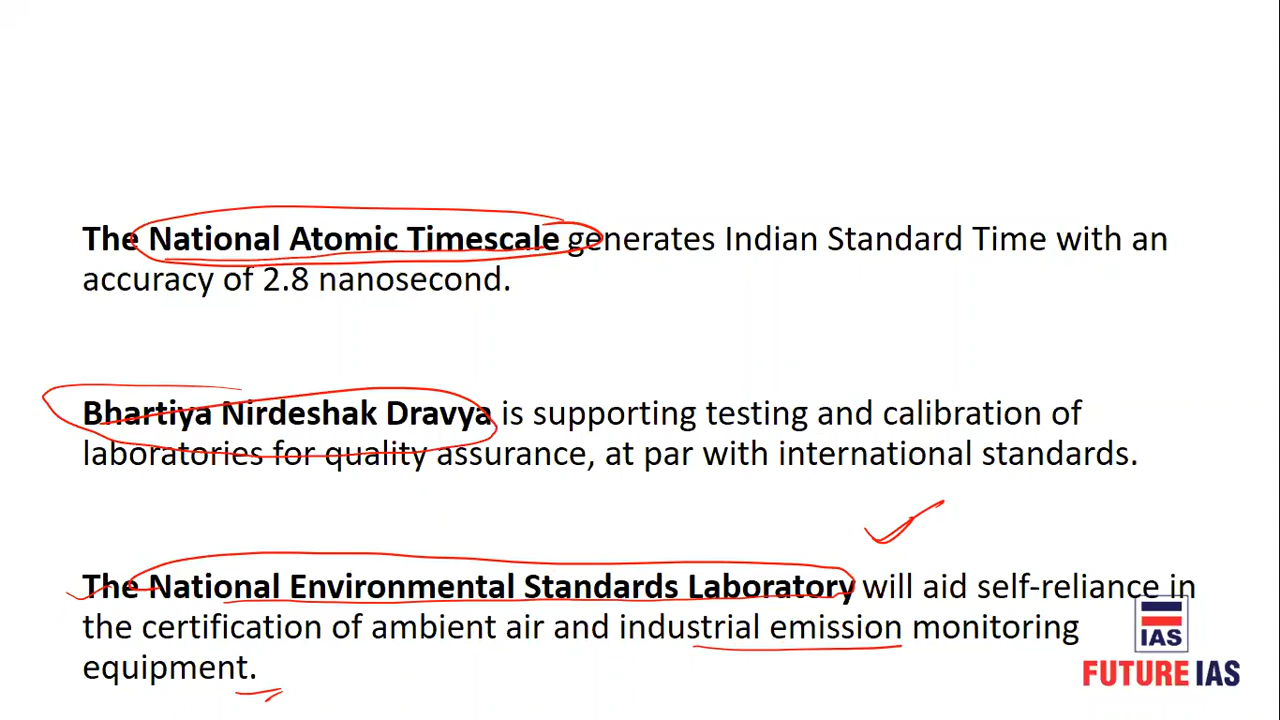 The National Atomic Timescale generates Indian Standard Time with an
accuracy of 2.8 nanosecond.
Bhartiya Nirdeshak Dravya is supporting testing and calibration of
laboratories for quality assurance, at par with international standards.
The National Environmental Standards Laboratory will aid self-reliance in
the certification of ambient air and industrial emission monitoring
equipment.
IAS
FUTURE IAS